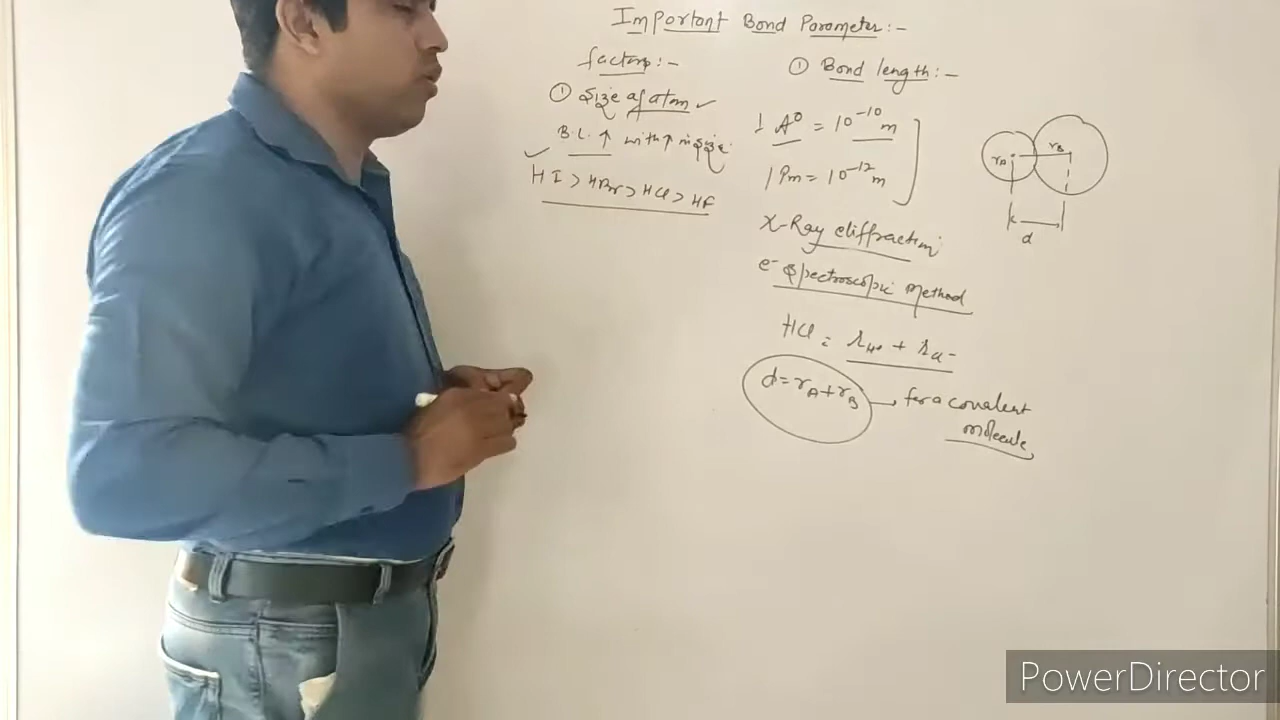 Important Bond Parameter:-
factors:-
① Size of atom ✓
B.L. ↑ with ↑ in size
✓ HI > HBr > HCl > HF
① Bond length:-
1 A⁰ = 10⁻¹⁰ m
1 Pm = 10⁻¹² m
X-Ray diffraction
e⁻ Spectroscopic Method
HCl = r_H⁺ + r_Cl⁻
d = r_A + r_B → for a covalent
molecule
r_A r_B
d
PowerDirector